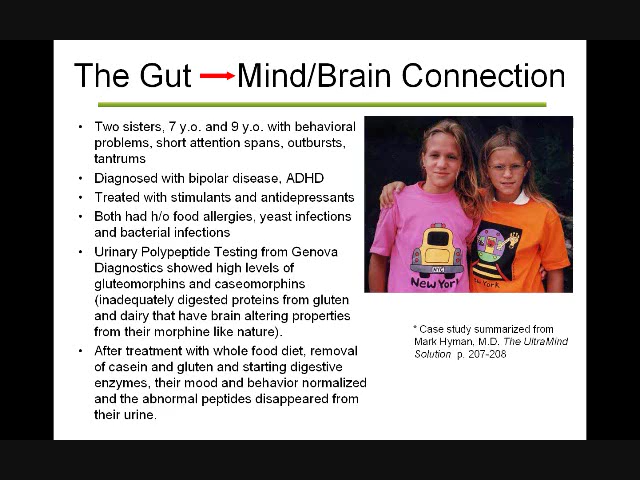 The Gut → Mind/Brain Connection
• Two sisters, 7 y.o. and 9 y.o. with behavioral
problems, short attention spans, outbursts,
tantrums
• Diagnosed with bipolar disease, ADHD
• Treated with stimulants and antidepressants
• Both had h/o food allergies, yeast infections
and bacterial infections
• Urinary Polypeptide Testing from Genova
Diagnostics showed high levels of
gluteomorphins and caseomorphins
(inadequately digested proteins from gluten
and dairy that have brain altering properties
from their morphine like nature).
• After treatment with whole food diet, removal
of casein and gluten and starting digestive
enzymes, their mood and behavior normalized
and the abnormal peptides disappeared from
their urine.
NYC
New York
New York
* Case study summarized from
Mark Hyman, M.D. The UltraMind
Solution p. 207-208